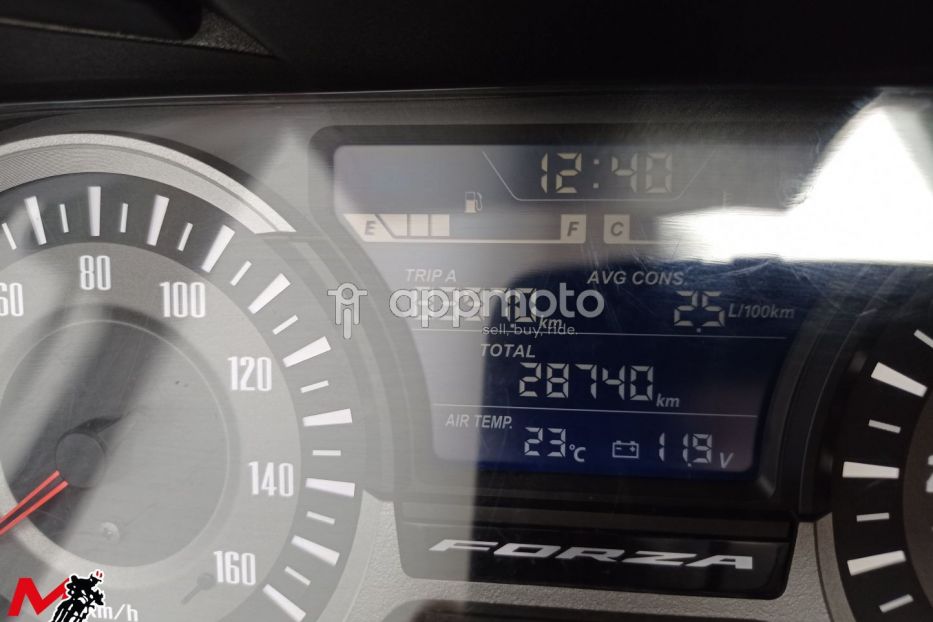 12:40
E F C
TRIP A AVG CONS.
appmoto
km 2.5 L/100km
sell, buy, ride.
TOTAL
28740 km
AIR TEMP.
23°C 11.9 V
FORZA
60 80 100 120 140 160
km/h
M